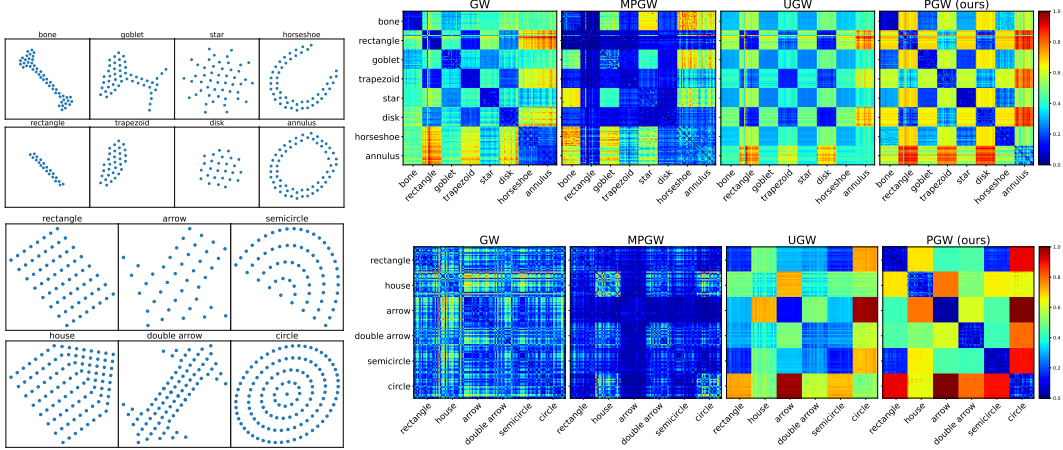 bone goblet star horseshoe
rectangle trapezoid disk annulus
rectangle arrow semicircle
house double arrow circle
GW MPGW UGW PGW (ours)
bone
rectangle
goblet
trapezoid
star
disk
horseshoe
annulus
bone rectangle goblet trapezoid star disk horseshoe annulus
bone rectangle goblet trapezoid star disk horseshoe annulus
bone rectangle goblet trapezoid star disk horseshoe annulus
bone rectangle goblet trapezoid star disk horseshoe annulus
1.0
0.8
0.6
0.4
0.2
0.0
GW MPGW UGW PGW (ours)
rectangle
house
arrow
double arrow
semicircle
circle
rectangle house arrow double arrow semicircle circle
rectangle house arrow double arrow semicircle circle
rectangle house arrow double arrow semicircle circle
rectangle house arrow double arrow semicircle circle
1.0
0.8
0.6
0.4
0.2
0.0